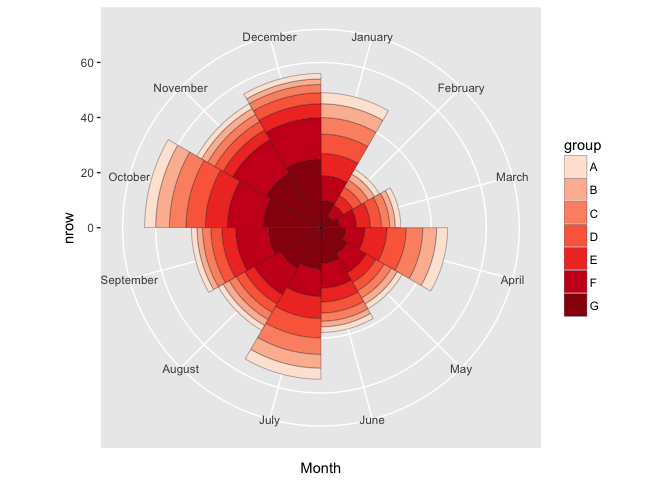 December
January
60
November
February
40
group
A
October
March
20
B
C
nrow
0
D
E
September
April
F
G
August
May
July
June
Month